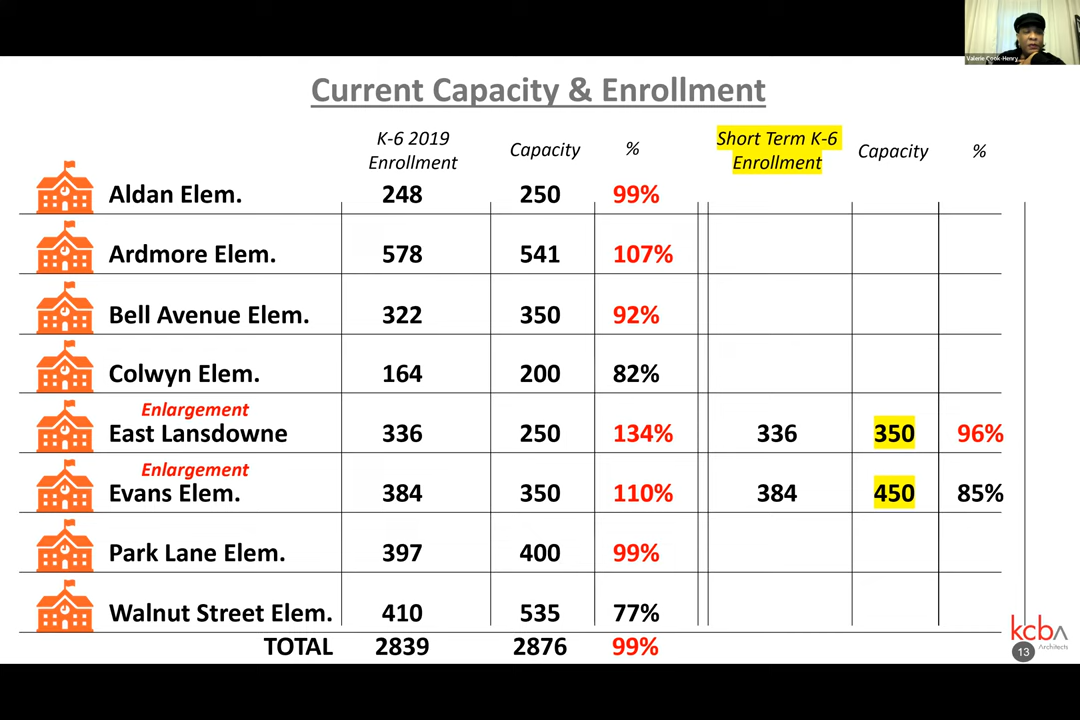 Valerie Cook-Henry
Current Capacity & Enrollment
K-6 2019 Enrollment Capacity % Short Term K-6 Enrollment Capacity %
Aldan Elem. 248 250 99%
Ardmore Elem. 578 541 107%
Bell Avenue Elem. 322 350 92%
Colwyn Elem. 164 200 82%
Enlargement
East Lansdowne 336 250 134% 336 350 96%
Enlargement
Evans Elem. 384 350 110% 384 450 85%
Park Lane Elem. 397 400 99%
Walnut Street Elem. 410 535 77%
TOTAL 2839 2876 99%
kcba
Architects
13